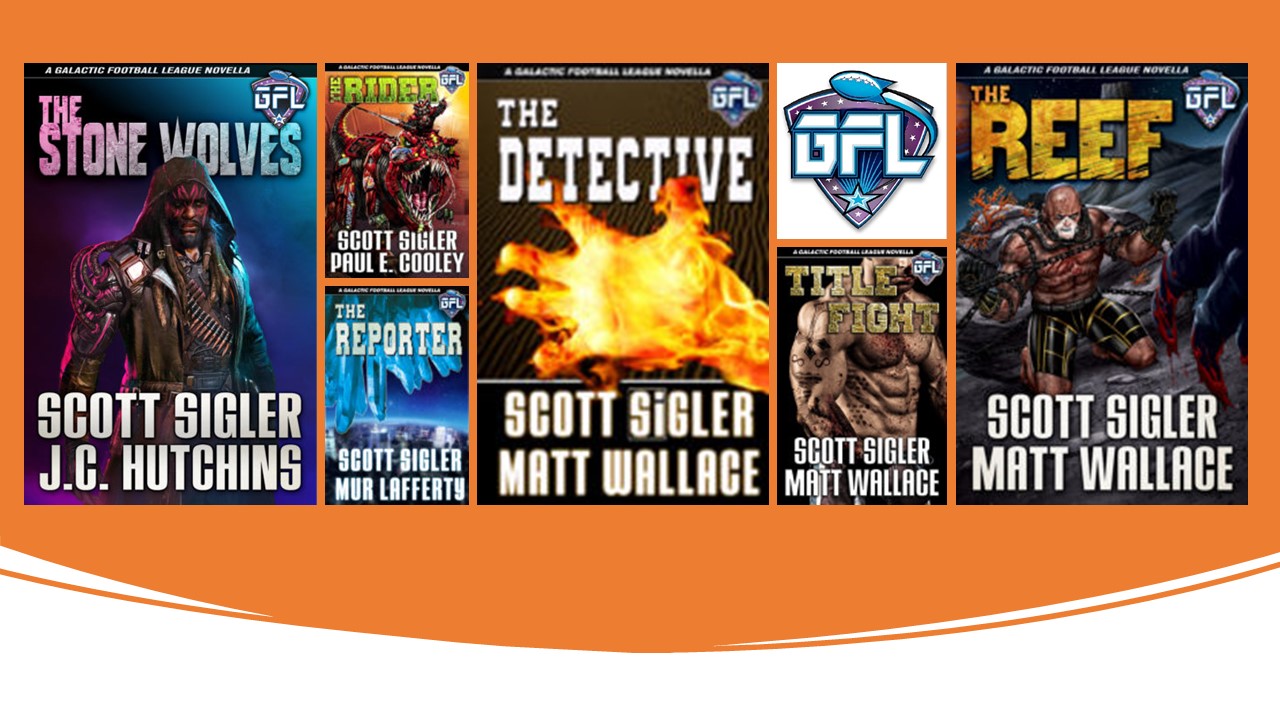 A GALACTIC FOOTBALL LEAGUE NOVELLA
GFL
THE
STONE WOLVES
SCOTT SIGLER
J.C. HUTCHINS
A GALACTIC FOOTBALL LEAGUE NOVELLA
GFL
THE RIDER
SCOTT SIGLER
PAUL E. COOLEY
A GALACTIC FOOTBALL LEAGUE NOVELLA
GFL
THE
REPORTER
SCOTT SIGLER
MUR LAFFERTY
A GALACTIC FOOTBALL LEAGUE NOVELLA
GFL
THE
DETECTIVE
SCOTT SiGLER
MATT WALLACE
GFL
A GALACTIC FOOTBALL LEAGUE NOVELLA
GFL
TITLE
FIGHT
SCOTT SIGLER
MATT WALLACE
A GALACTIC FOOTBALL LEAGUE NOVELLA
GFL
THE
REEF
SCOTT SIGLER
MATT WALLACE